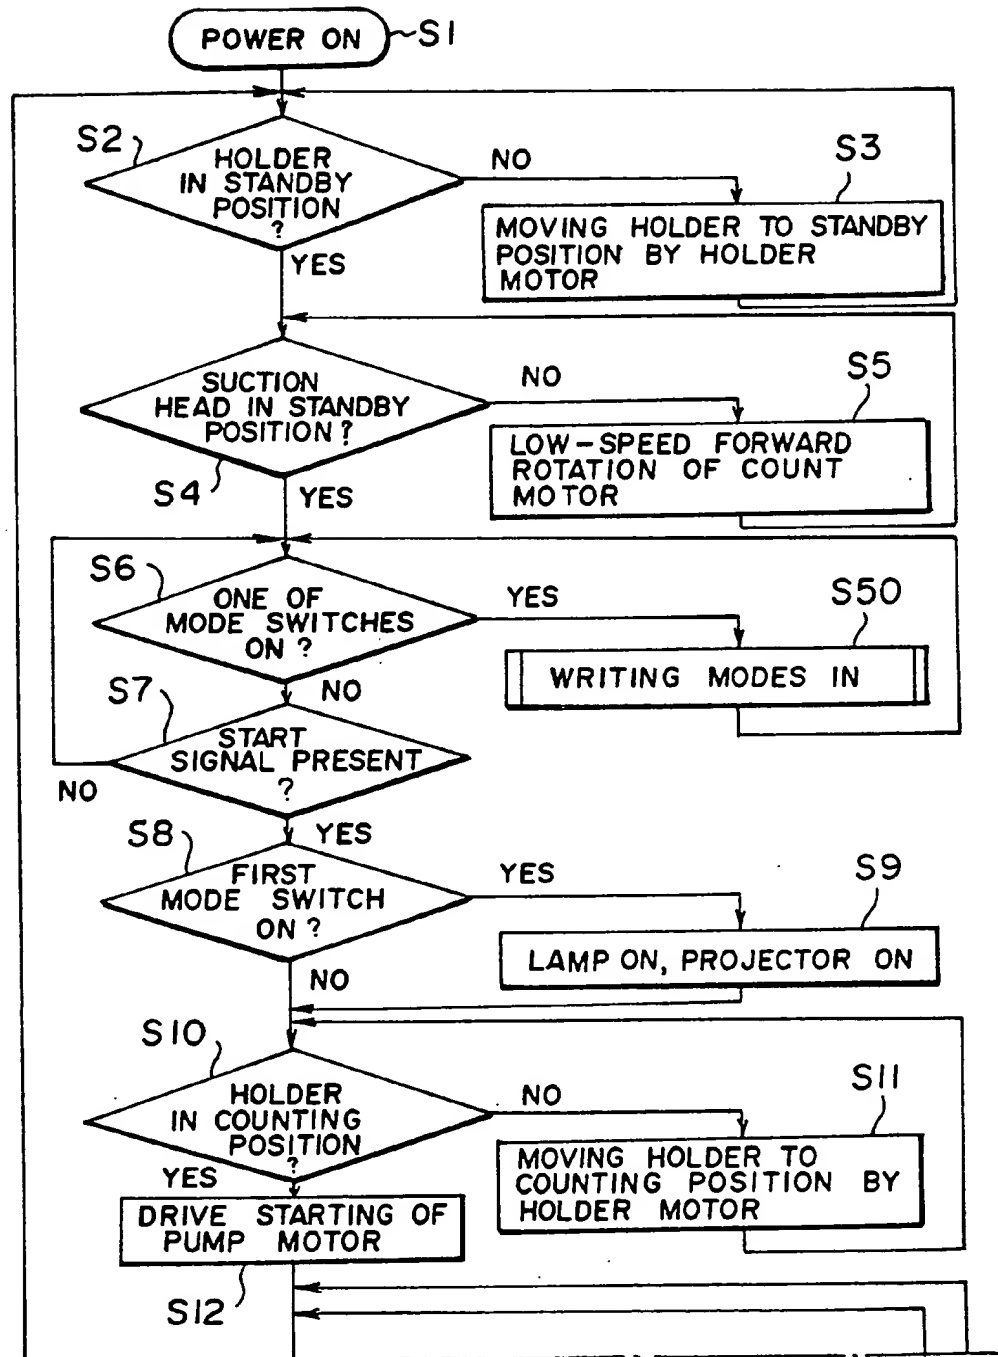 POWER ON
S1
S2
HOLDER
IN STANDBY
POSITION
?
NO
S3
MOVING HOLDER TO STANDBY
POSITION BY HOLDER
MOTOR
YES
SUCTION
HEAD IN STANDBY
POSITION?
NO
S5
LOW-SPEED FORWARD
ROTATION OF COUNT
MOTOR
S4
YES
S6
ONE OF
MODE SWITCHES
ON ?
YES
S50
WRITING MODES IN
NO
S7
START
SIGNAL PRESENT
?
NO
YES
S8
FIRST
MODE SWITCH
ON ?
YES
S9
LAMP ON, PROJECTOR ON
NO
S10
HOLDER
IN COUNTING
POSITION
?
NO
S11
MOVING HOLDER TO
COUNTING POSITION BY
HOLDER MOTOR
YES
DRIVE STARTING OF
PUMP MOTOR
S12